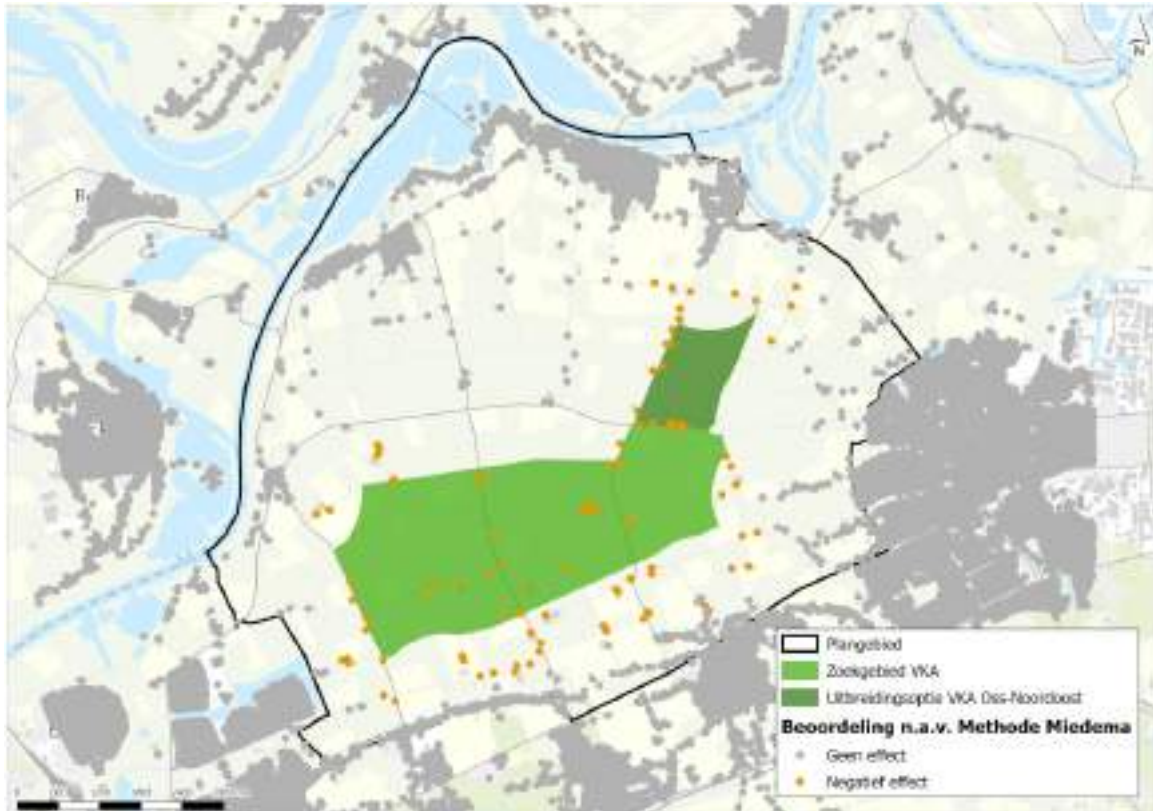 N
Plangebied
Zoekgebied VKA
Uitbreidingsoptie VKA Oss-Noordoost
Beoordeling n.a.v. Methode Miedema
Geen effect
Negatief effect